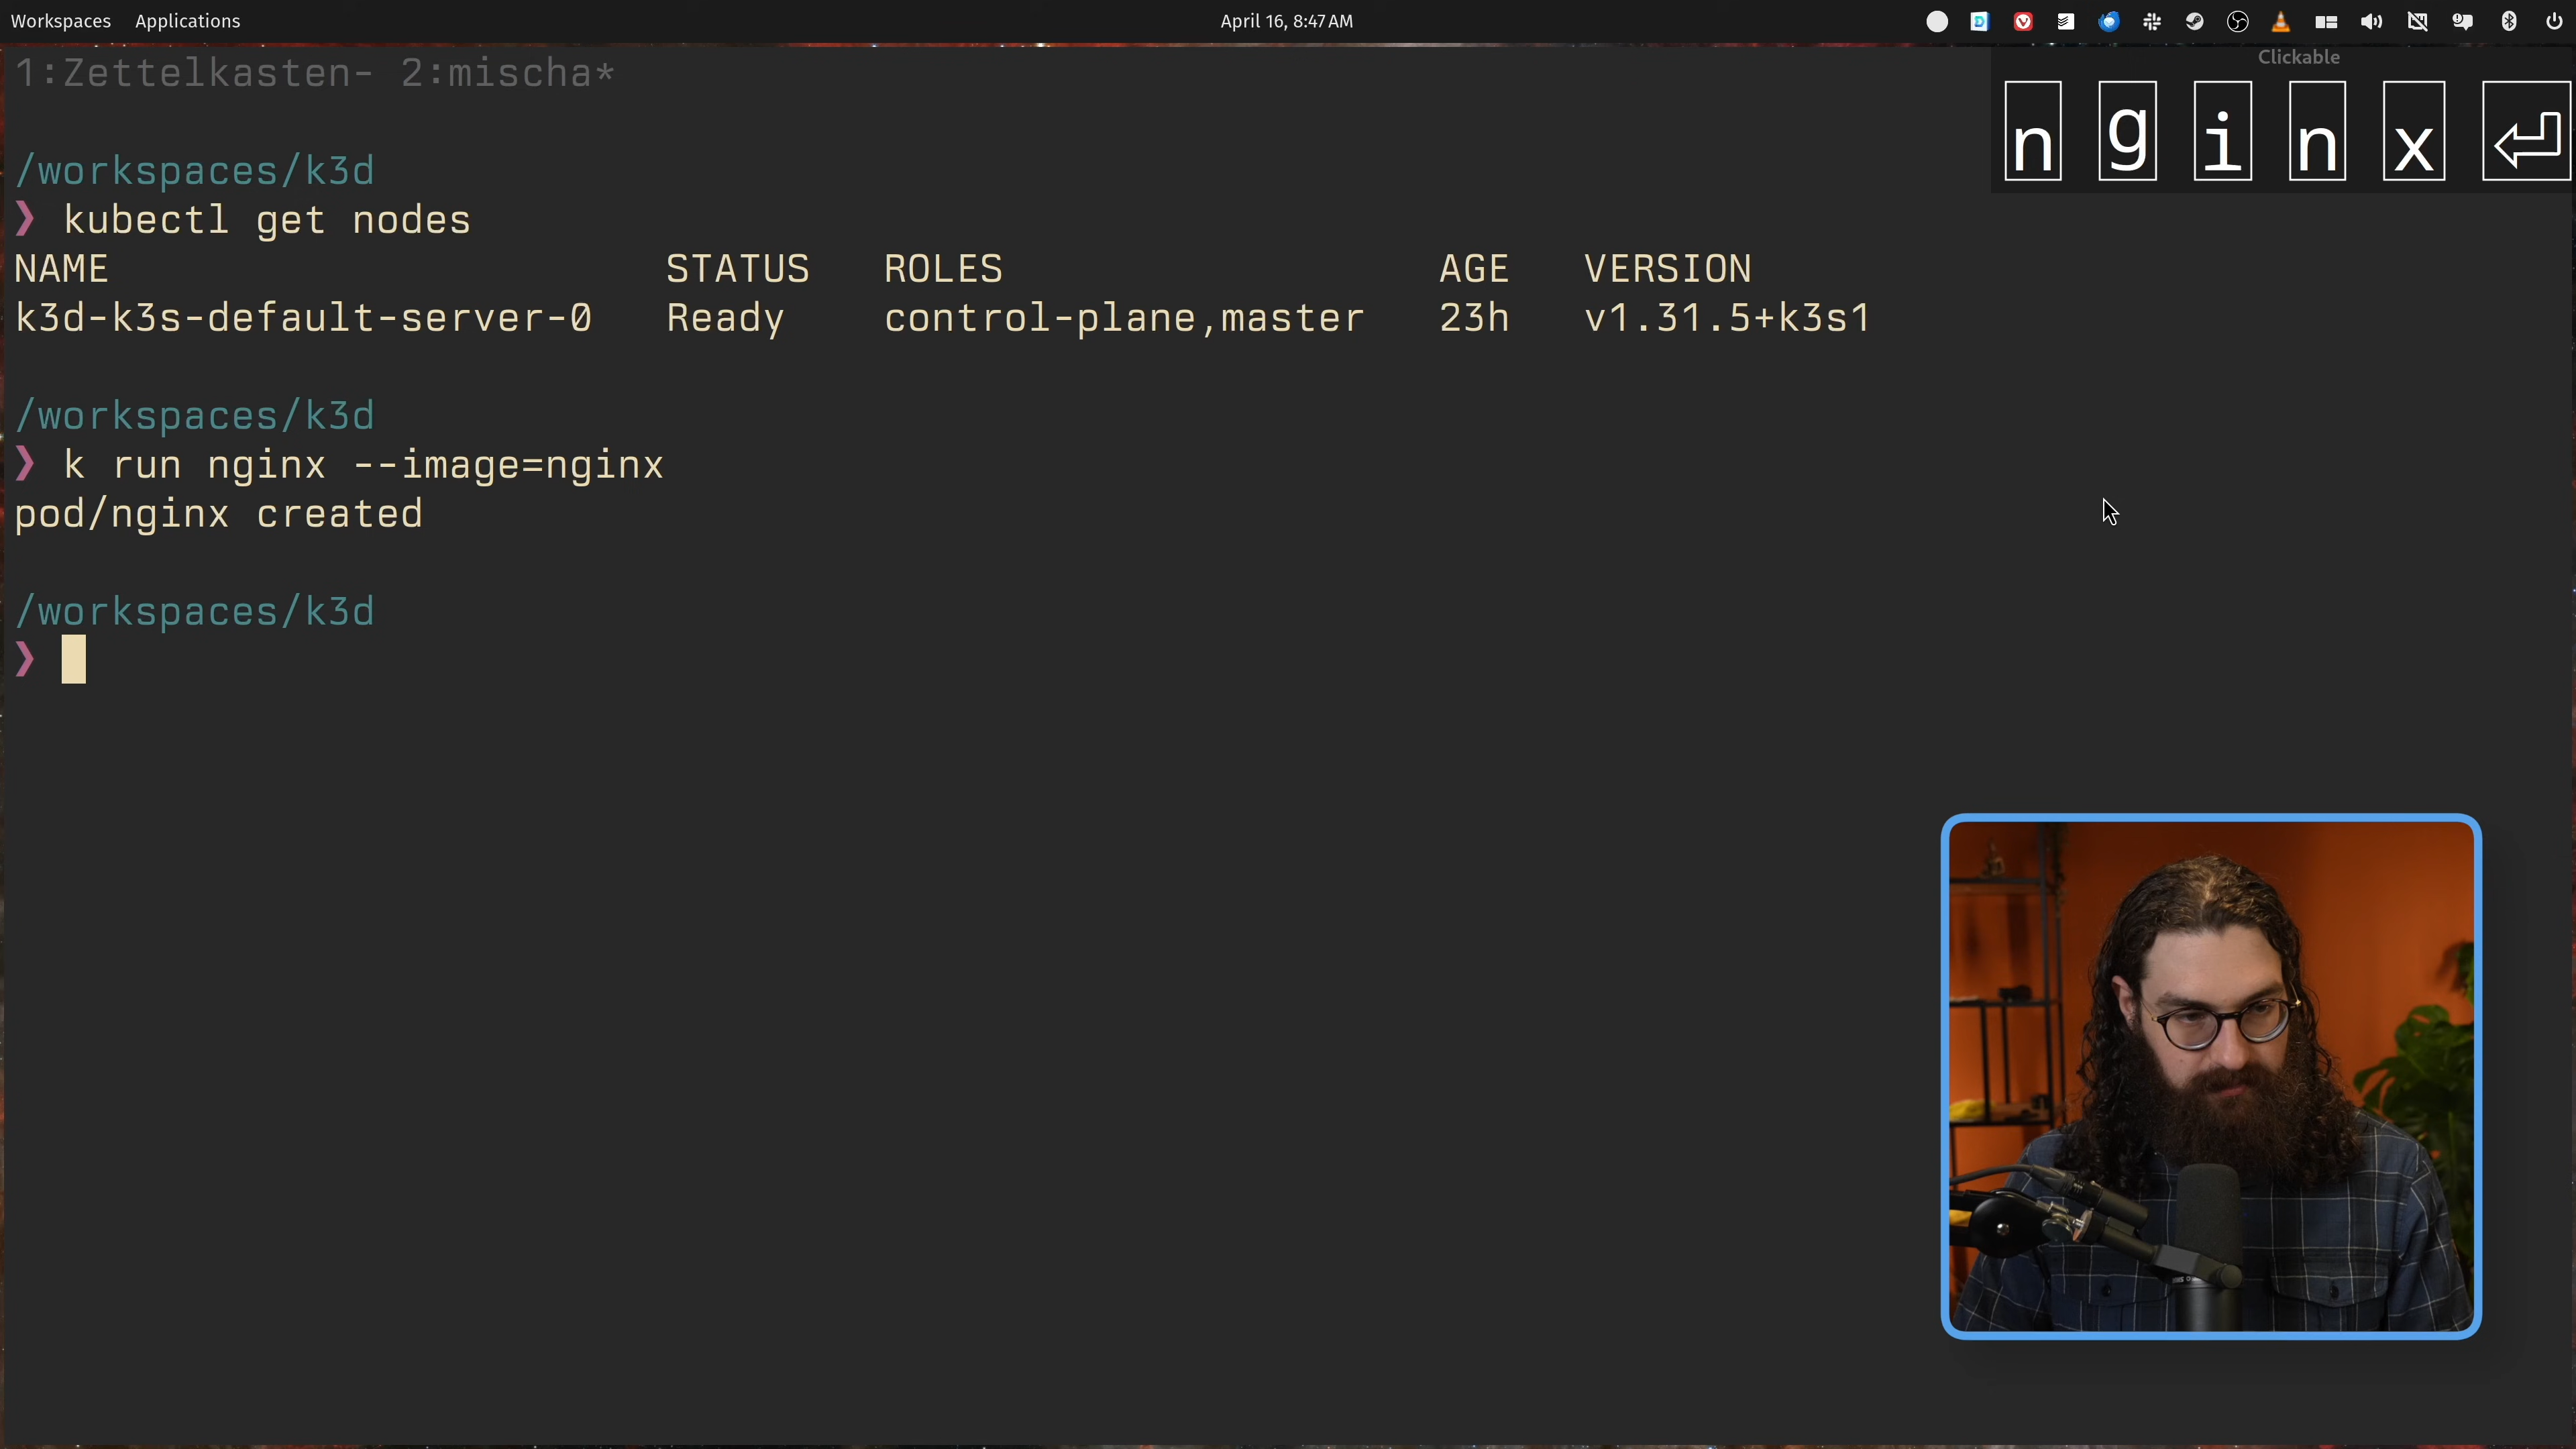 Workspaces Applications April 16, 8:47 AM
1:Zettelkasten- 2:mischa*
Clickable
n g i n x ⏎
/workspaces/k3d
❯ kubectl get nodes
NAME STATUS ROLES AGE VERSION
k3d-k3s-default-server-0 Ready control-plane,master 23h v1.31.5+k3s1
/workspaces/k3d
❯ k run nginx --image=nginx
pod/nginx created
/workspaces/k3d
❯